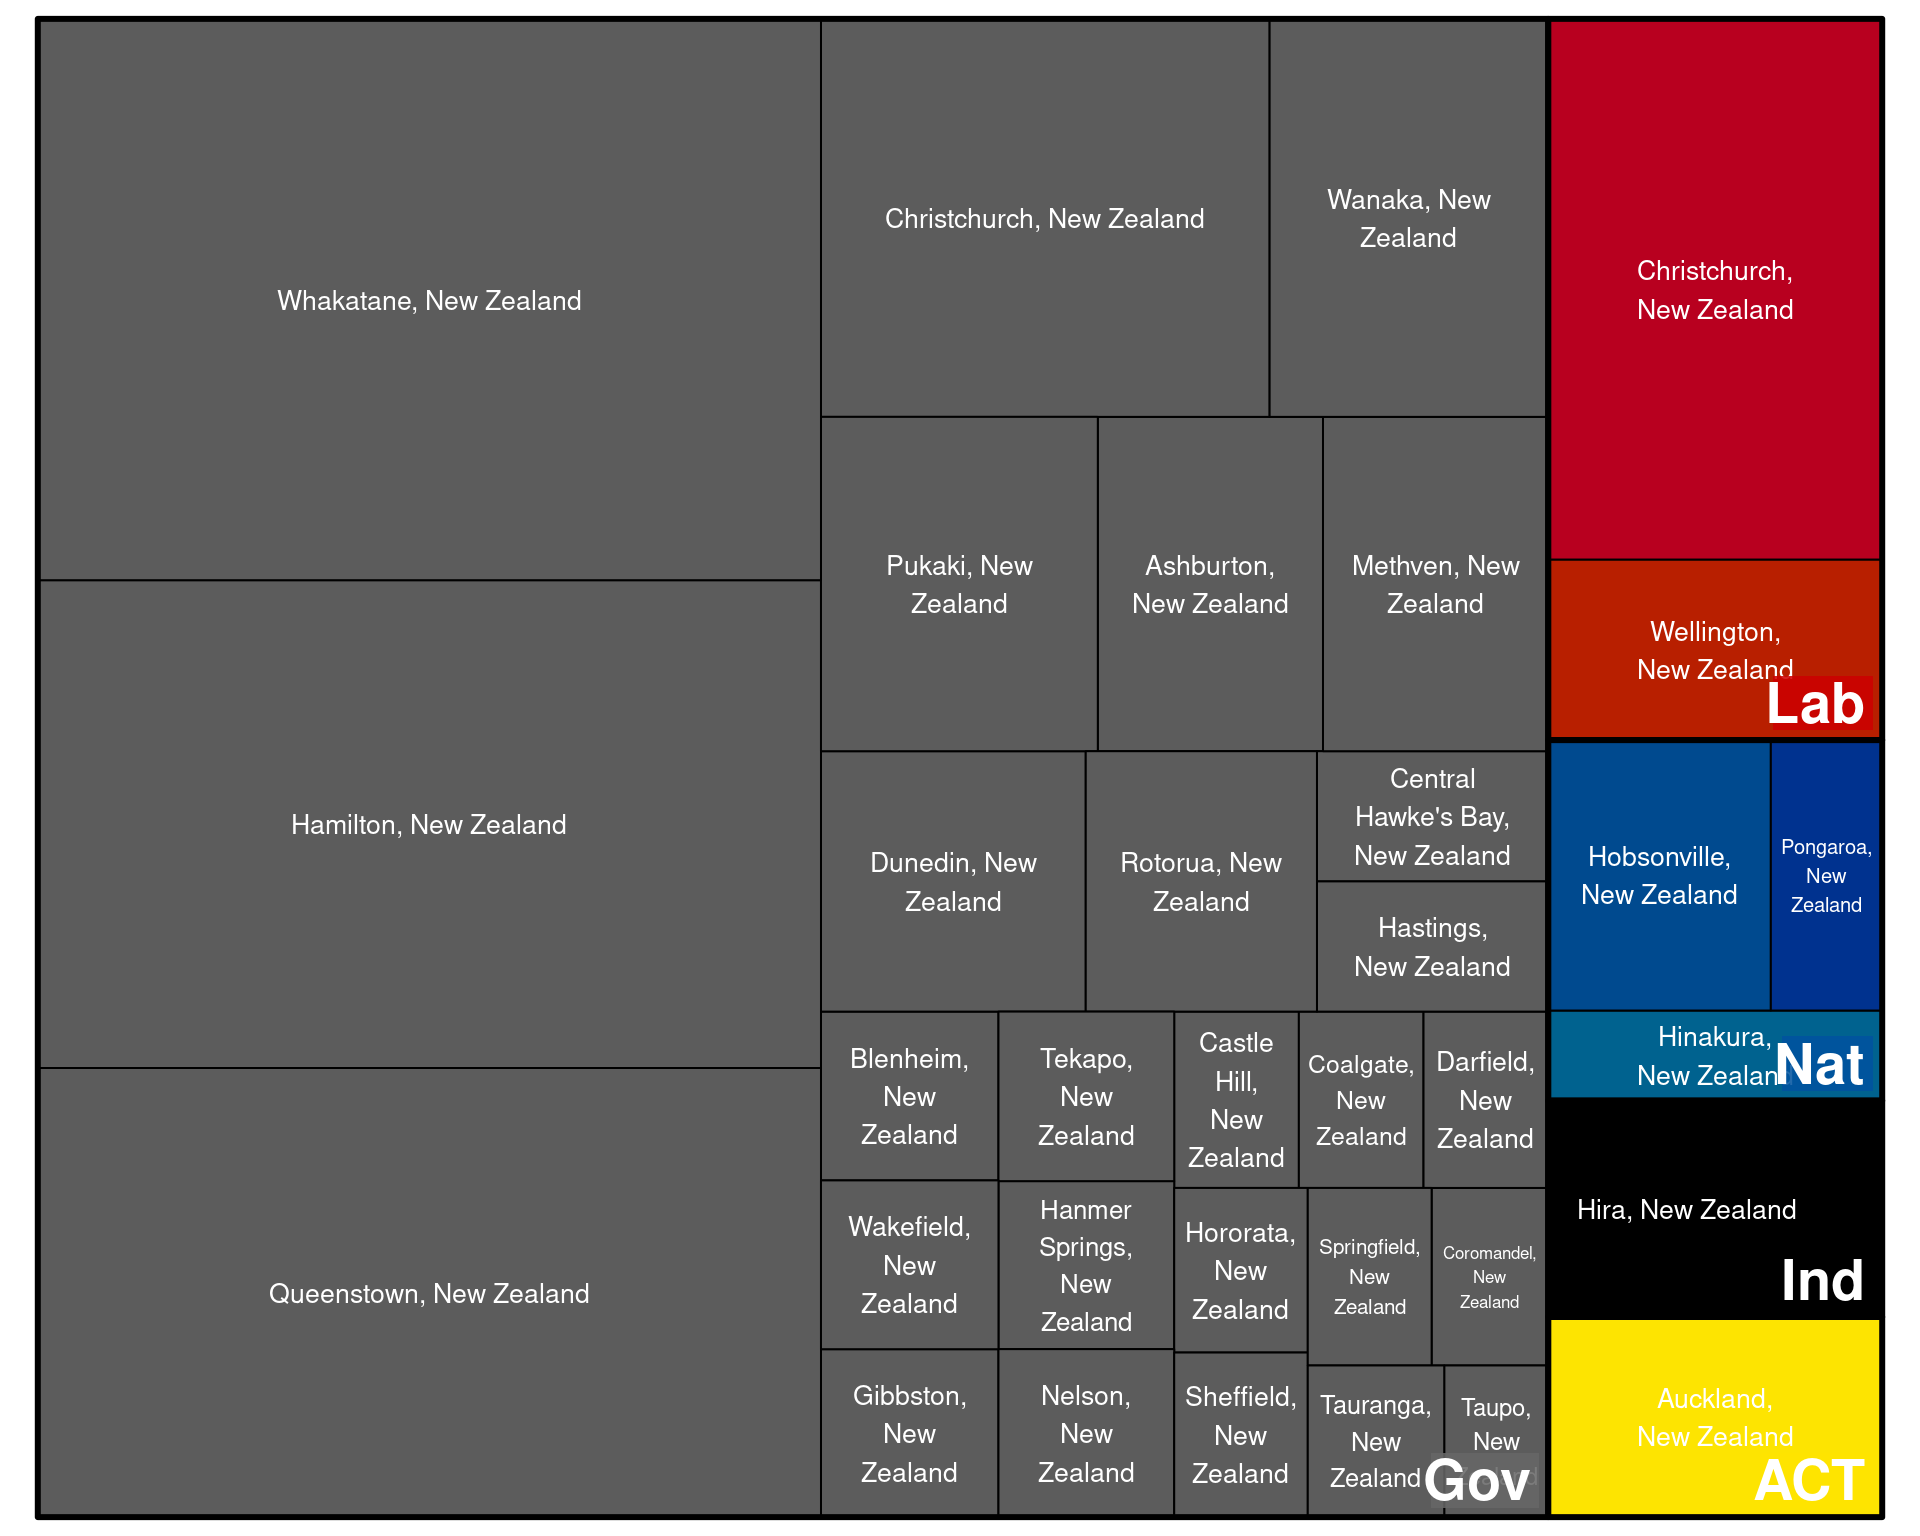 Whakatane, New Zealand
Hamilton, New Zealand
Queenstown, New Zealand
Christchurch, New Zealand
Wanaka, New
Zealand
Pukaki, New
Zealand
Ashburton,
New Zealand
Methven, New
Zealand
Dunedin, New
Zealand
Rotorua, New
Zealand
Central
Hawke's Bay,
New Zealand
Hastings,
New Zealand
Blenheim,
New
Zealand
Wakefield,
New
Zealand
Gibbston,
New
Zealand
Tekapo,
New
Zealand
Hanmer
Springs,
New
Zealand
Nelson,
New
Zealand
Castle
Hill,
New
Zealand
Coalgate,
New
Zealand
Darfield,
New
Zealand
Hororata,
New
Zealand
Springfield,
New
Zealand
Coromandel,
New
Zealand
Sheffield,
New
Zealand
Tauranga,
New
Zealand
Taupo,
New
Gov
Christchurch,
New Zealand
Wellington,
New Zealand
Lab
Hobsonville,
New Zealand
Pongaroa,
New
Zealand
Hinakura,
New Zealand
Nat
Hira, New Zealand
Ind
Auckland,
New Zealand
ACT